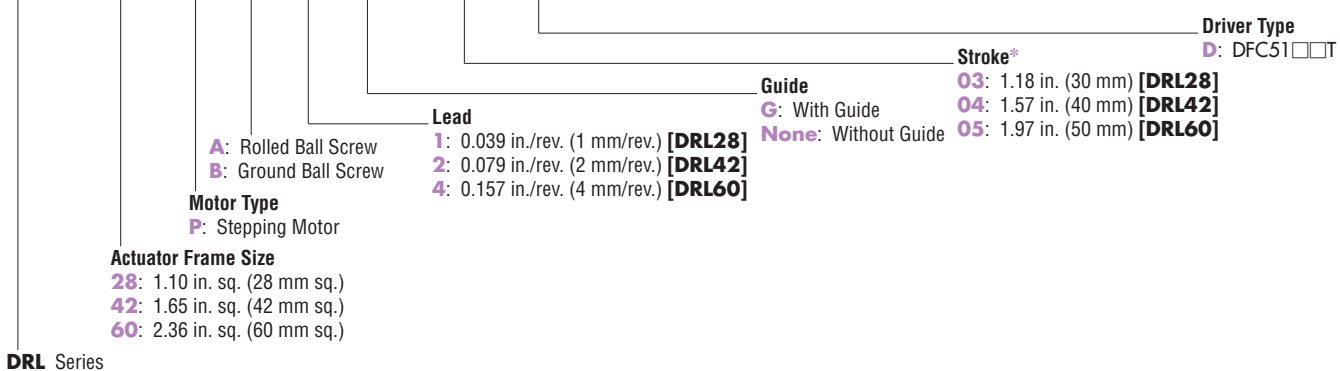 Driver Type
D: DFC51□□T
Stroke*
03: 1.18 in. (30 mm) [DRL28]
04: 1.57 in. (40 mm) [DRL42]
05: 1.97 in. (50 mm) [DRL60]
Guide
G: With Guide
None: Without Guide
Lead
1: 0.039 in./rev. (1 mm/rev.) [DRL28]
2: 0.079 in./rev. (2 mm/rev.) [DRL42]
4: 0.157 in./rev. (4 mm/rev.) [DRL60]
A: Rolled Ball Screw
B: Ground Ball Screw
Motor Type
P: Stepping Motor
Actuator Frame Size
28: 1.10 in. sq. (28 mm sq.)
42: 1.65 in. sq. (42 mm sq.)
60: 2.36 in. sq. (60 mm sq.)
DRL Series